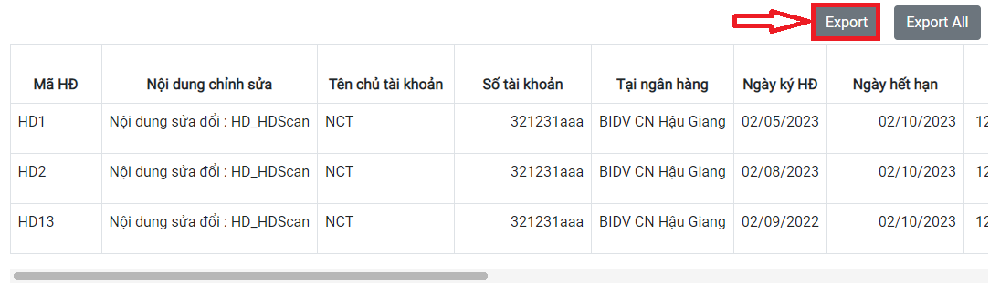 Export Export All
Mã HĐ Nội dung chỉnh sửa Tên chủ tài khoản Số tài khoản Tại ngân hàng Ngày ký HĐ Ngày hết hạn
HD1 Nội dung sửa đổi : HD_HDScan NCT 321231aaa BIDV CN Hậu Giang 02/05/2023 02/10/2023 12
HD2 Nội dung sửa đổi : HD_HDScan NCT 321231aaa BIDV CN Hậu Giang 02/08/2023 02/10/2023 12
HD13 Nội dung sửa đổi : HD_HDScan NCT 321231aaa BIDV CN Hậu Giang 02/09/2022 02/10/2023 12